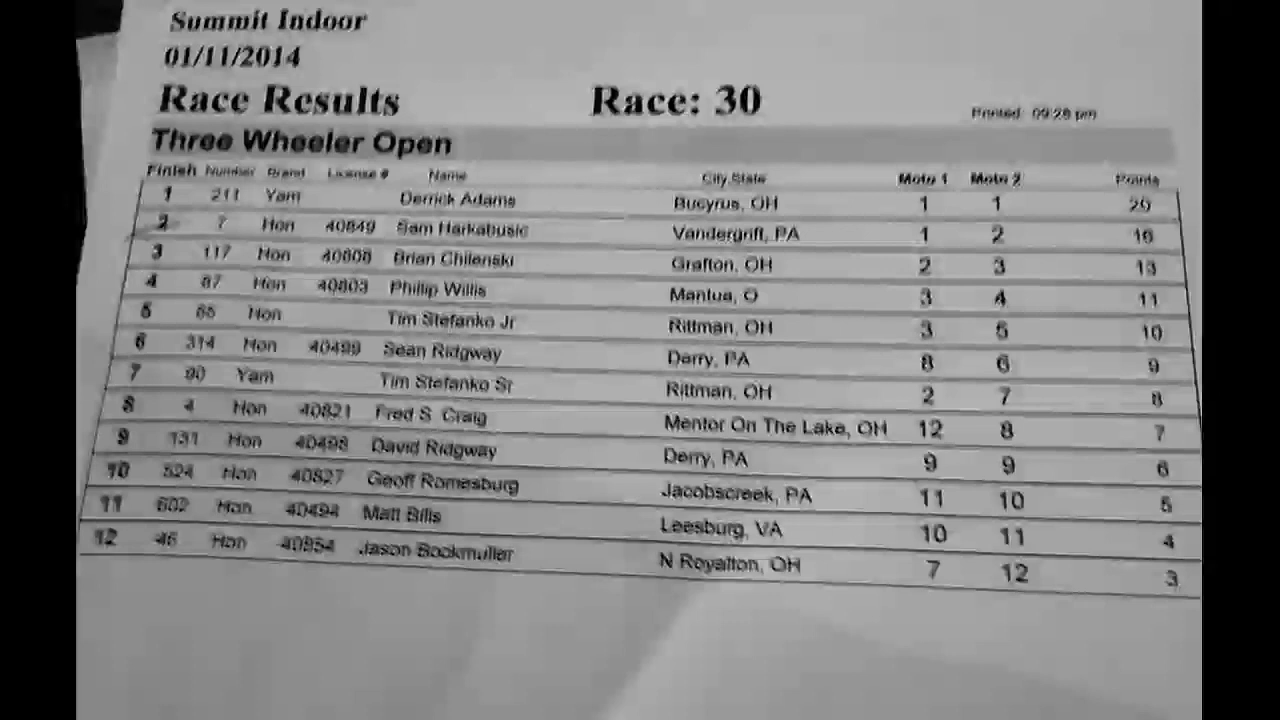 Summit Indoor
01/11/2014
Race Results Race: 30 Printed 09:28 pm
Three Wheeler Open
Finish Number Brand License # Name City,State Moto 1 Moto 2 Points
1 211 Yam Derrick Adams Bucyrus, OH 1 1 20
2 7 Hon 40849 Sam Harkabusic Vandergrift, PA 1 2 16
3 117 Hon 40808 Brian Chilenski Grafton, OH 2 3 13
4 87 Hon 40803 Phillip Willis Mantua, O 3 4 11
5 Hon Tim Stefanko Jr Rittman, OH 3 5 10
6 314 Hon 40499 Sean Ridgway Derry, PA 8 6 9
7 90 Yam Tim Stefanko Sr Rittman, OH 2 7 8
8 4 Hon 40821 Fred S. Craig Mentor On The Lake, OH 12 8 7
9 131 Hon 40498 David Ridgway Derry, PA 9 9 6
10 524 Hon 40827 Geoff Romesburg Jacobscreek, PA 11 10 5
11 602 Hon 40494 Matt Bills Leesburg, VA 10 11 4
12 46 Hon 40954 Jason Bookmuller N Royalton, OH 7 12 3